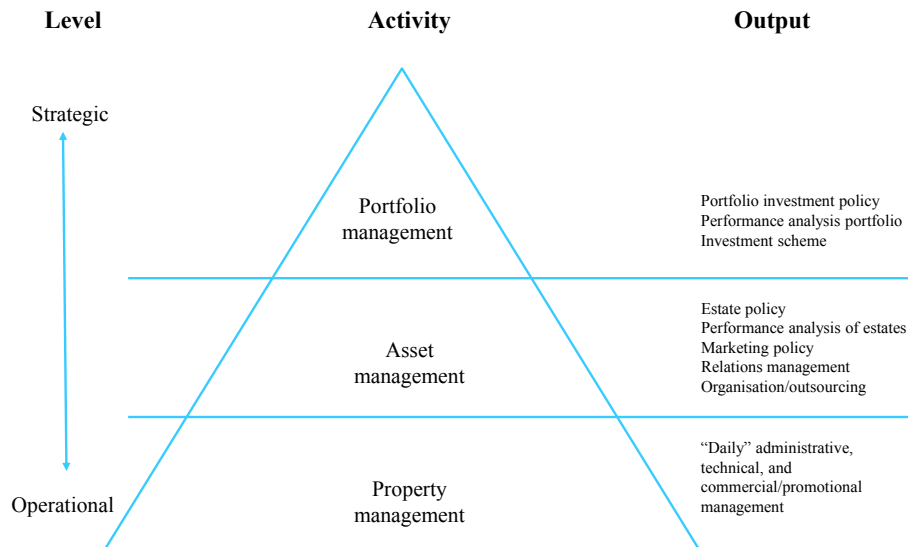 Level
Activity
Output
Strategic
Portfolio
management
Portfolio investment policy
Performance analysis portfolio
Investment scheme
Asset
management
Estate policy
Performance analysis of estates
Marketing policy
Relations management
Organisation/outsourcing
Operational
Property
management
“Daily” administrative,
technical, and
commercial/promotional
management